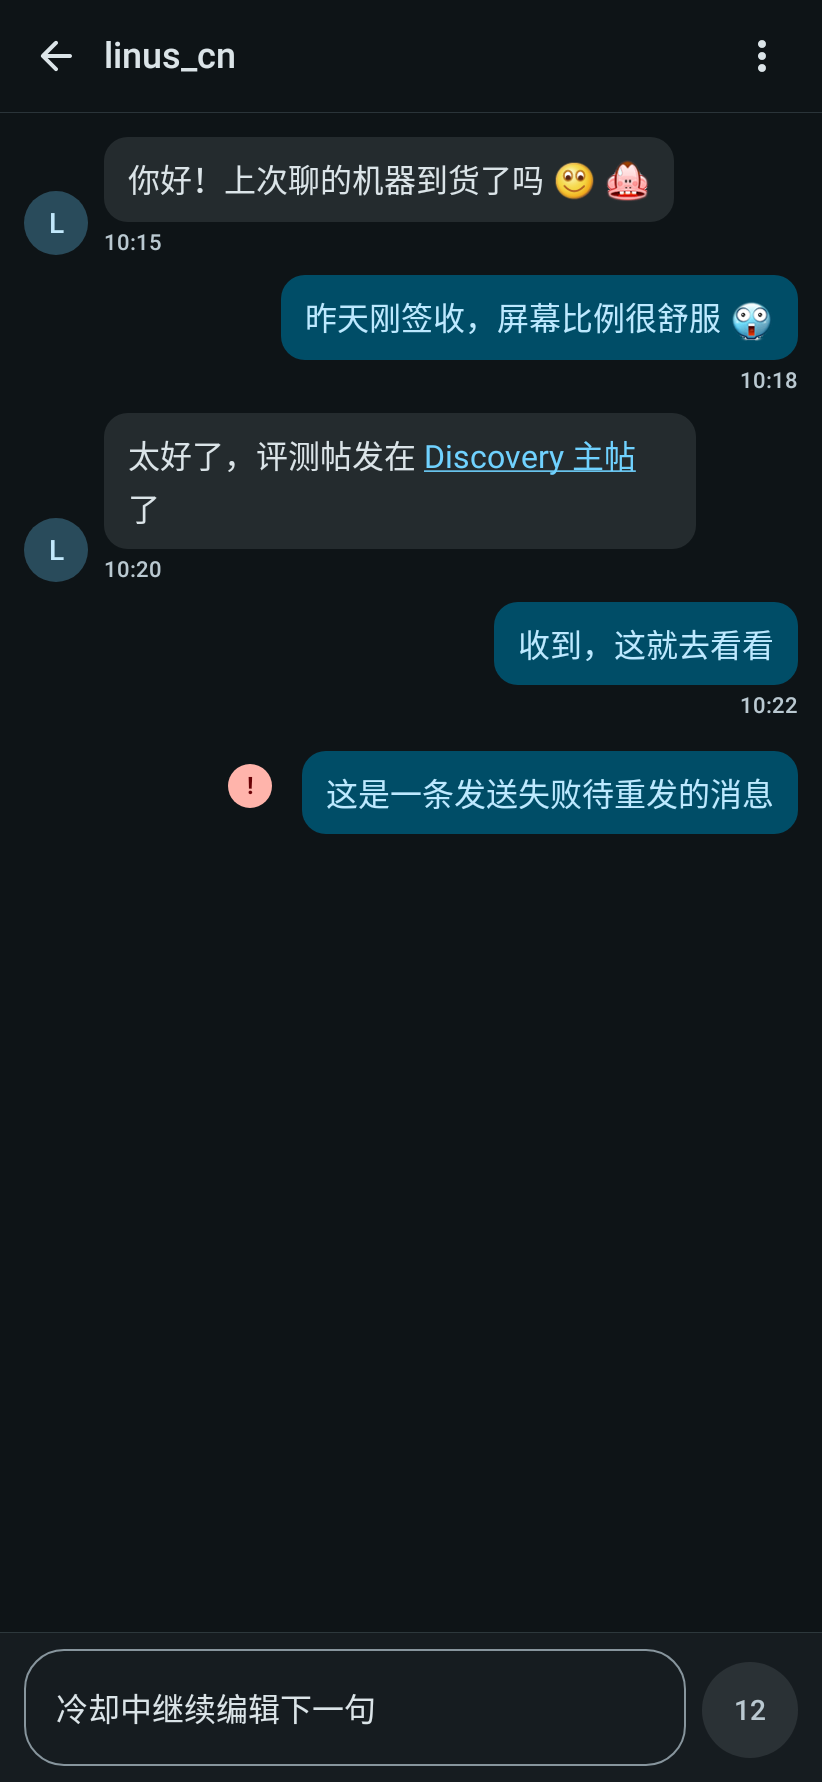 linus_cn
你好！上次聊的机器到货了吗
L
10:15
昨天刚签收，屏幕比例很舒服
10:18
太好了，评测帖发在 Discovery 主帖
了
L
10:20
收到，这就去看看
10:22
!
这是一条发送失败待重发的消息
冷却中继续编辑下一句
12